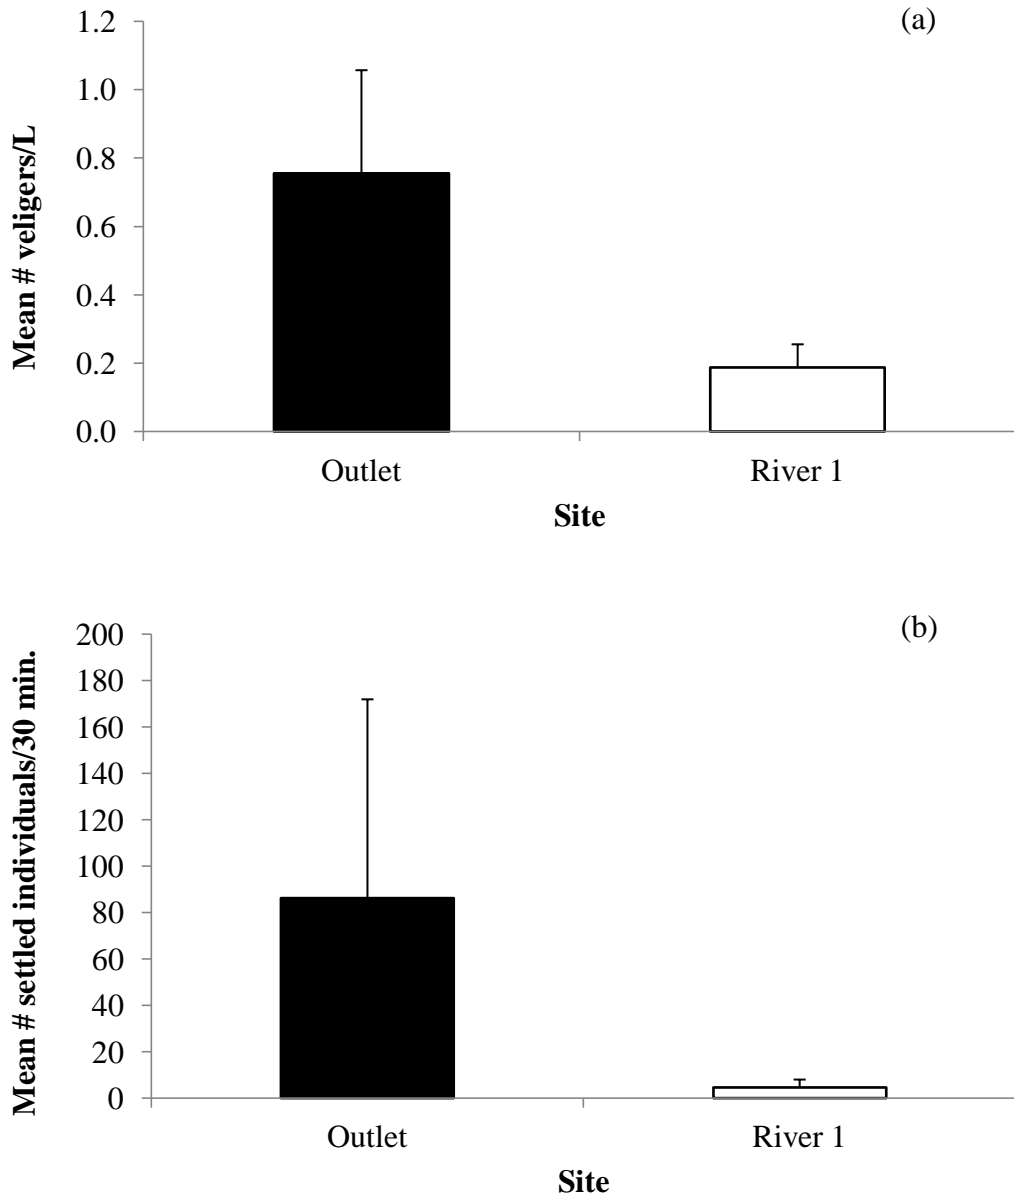 (a)
Mean # veligers/L
1.2
1.0
0.8
0.6
0.4
0.2
0.0
Outlet
River 1
Site
(b)
Mean # settled individuals/30 min.
200
180
160
140
120
100
80
60
40
20
0
Outlet
River 1
Site